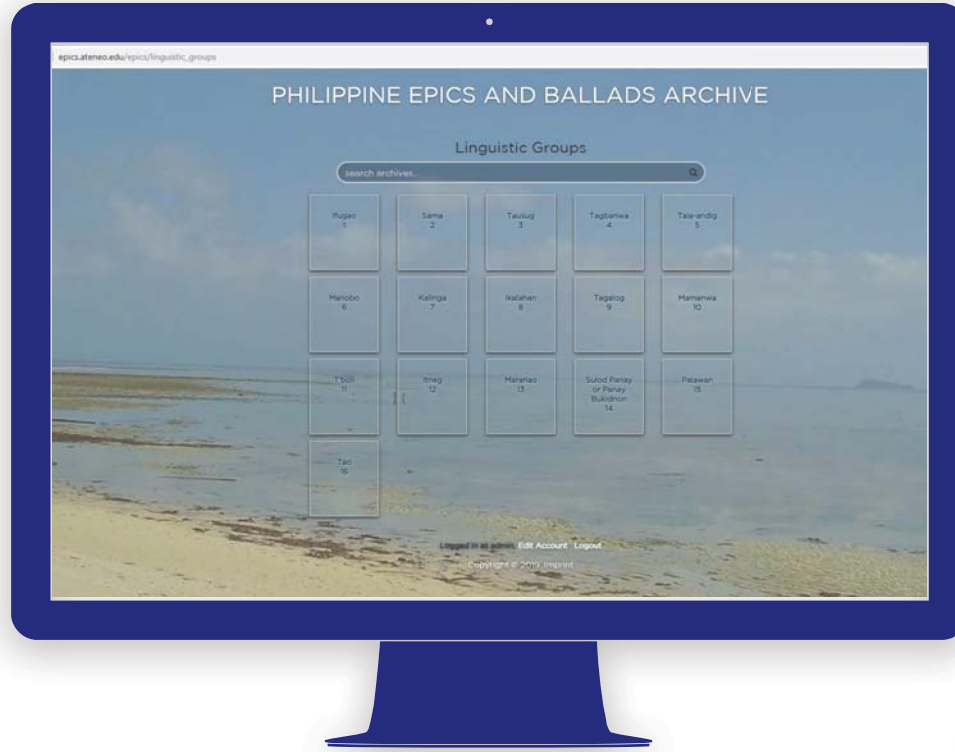 epics.ateneo.edu/epics/linguistic_groups
PHILIPPINE EPICS AND BALLADS ARCHIVE
Linguistic Groups
search archives...
Ifugao
1
Sama
2
Tausug
3
Tagbanwa
4
Tala-andig
5
Manobo
6
Kalinga
7
Ikalahan
8
Tagalog
9
Mamanwa
10
T'boli
11
Itneg
12
Maranao
13
Sulod Panay
or Panay
Bukidnon
14
Palawan
15
Tao
16
Logged in as admin. Edit Account Logout
Copyright © 2019. Imprint